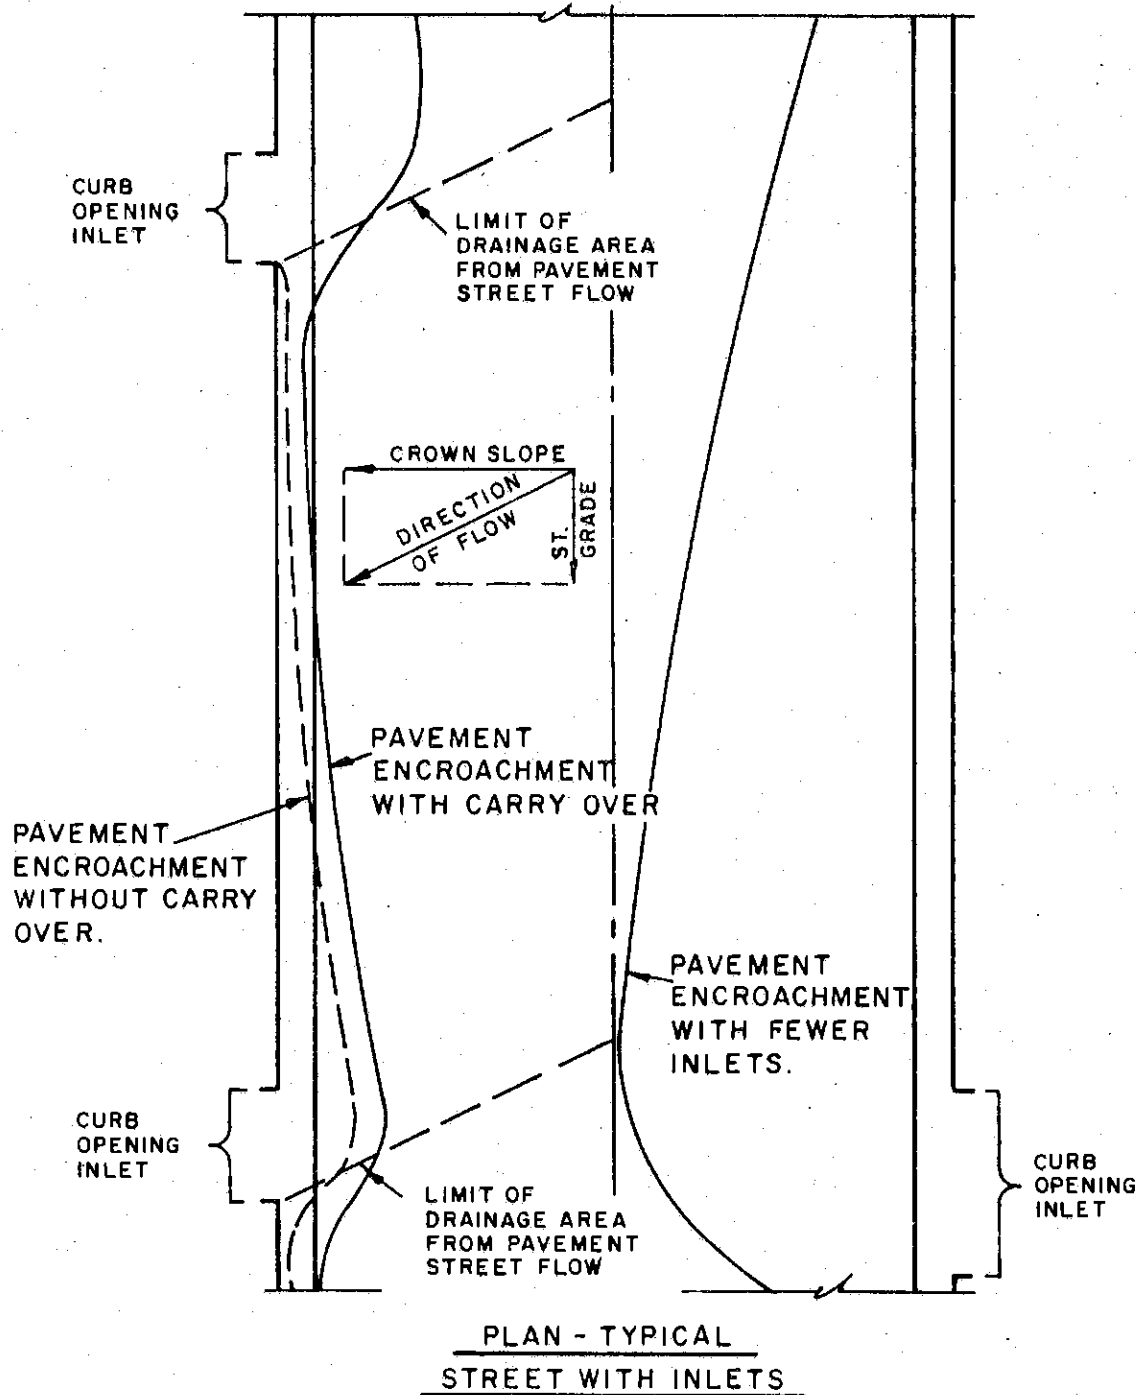 CURB
OPENING
INLET
LIMIT OF
DRAINAGE AREA
FROM PAVEMENT
STREET FLOW
CROWN SLOPE
DIRECTION
OF FLOW
ST.
GRADE
PAVEMENT
ENCROACHMENT
WITH CARRY OVER
PAVEMENT
ENCROACHMENT
WITHOUT CARRY
OVER.
PAVEMENT
ENCROACHMENT
WITH FEWER
INLETS.
CURB
OPENING
INLET
LIMIT OF
DRAINAGE AREA
FROM PAVEMENT
STREET FLOW
CURB
OPENING
INLET
PLAN - TYPICAL
STREET WITH INLETS